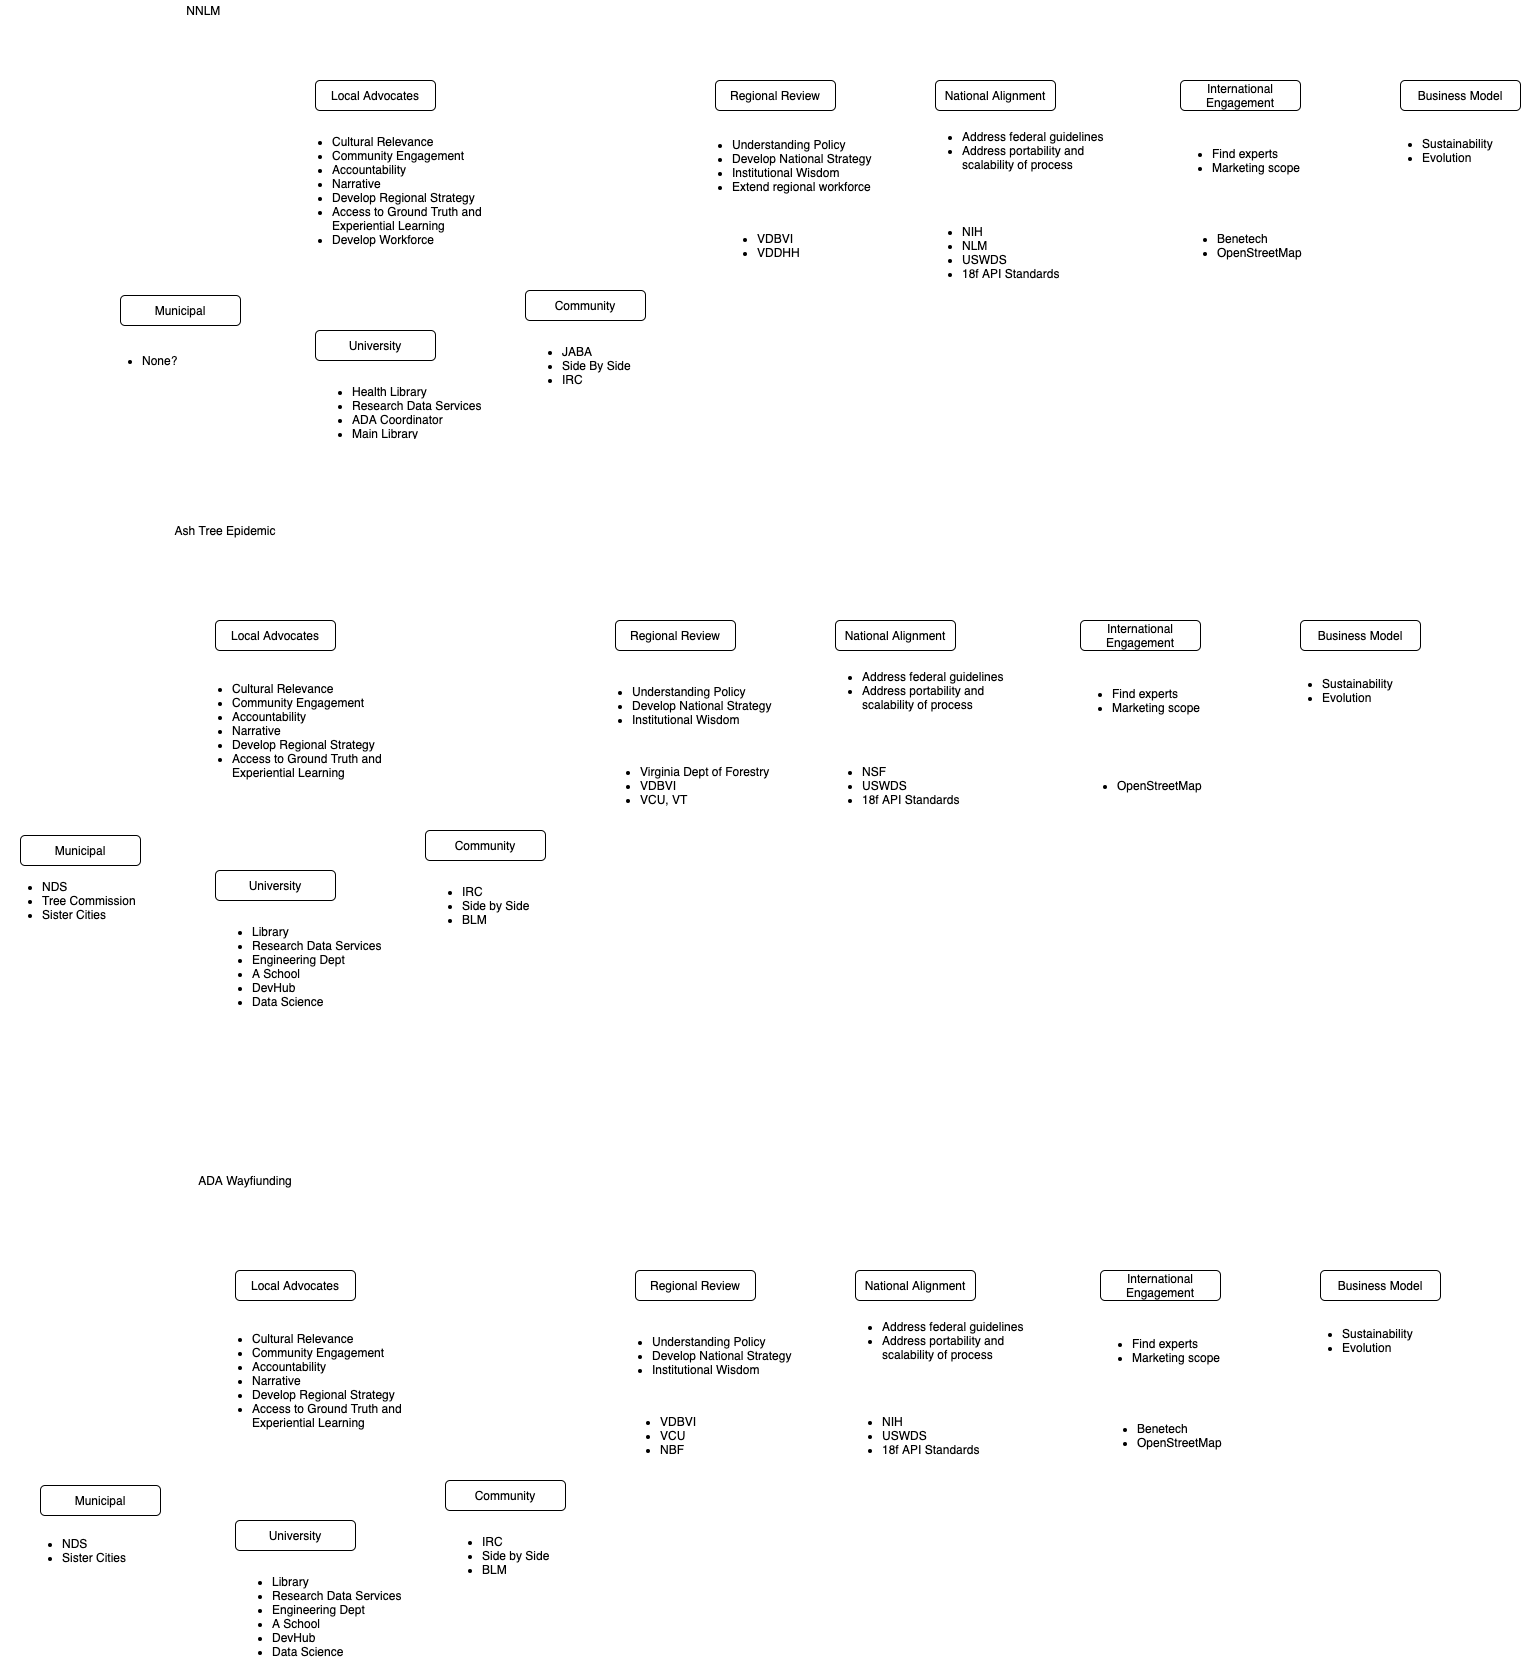 NNLM
Local Advocates
Regional Review
National Alignment
International
Engagement
Business Model
Cultural Relevance
Community Engagement
Accountability
Narrative
Develop Regional Strategy
Access to Ground Truth and
Experiential Learning
Develop Workforce
Understanding Policy
Develop National Strategy
Institutional Wisdom
Extend regional workforce
Address federal guidelines
Address portability and
scalability of process
Find experts
Marketing scope
Sustainability
Evolution
VDBVI
VDDHH
NIH
NLM
USWDS
18f API Standards
Benetech
OpenStreetMap
Municipal
None?
University
Health Library
Research Data Services
ADA Coordinator
Main Library
Community
JABA
Side By Side
IRC
Ash Tree Epidemic
Local Advocates
Regional Review
National Alignment
International
Engagement
Business Model
Cultural Relevance
Community Engagement
Accountability
Narrative
Develop Regional Strategy
Access to Ground Truth and
Experiential Learning
Understanding Policy
Develop National Strategy
Institutional Wisdom
Address federal guidelines
Address portability and
scalability of process
Find experts
Marketing scope
Sustainability
Evolution
Virginia Dept of Forestry
VDBVI
VCU, VT
NSF
USWDS
18f API Standards
OpenStreetMap
Municipal
NDS
Tree Commission
Sister Cities
University
Library
Research Data Services
Engineering Dept
A School
DevHub
Data Science
Community
IRC
Side by Side
BLM
ADA Wayfiunding
Local Advocates
Regional Review
National Alignment
International
Engagement
Business Model
Cultural Relevance
Community Engagement
Accountability
Narrative
Develop Regional Strategy
Access to Ground Truth and
Experiential Learning
Understanding Policy
Develop National Strategy
Institutional Wisdom
Address federal guidelines
Address portability and
scalability of process
Find experts
Marketing scope
Sustainability
Evolution
VDBVI
VCU
NBF
NIH
USWDS
18f API Standards
Benetech
OpenStreetMap
Municipal
NDS
Sister Cities
University
Library
Research Data Services
Engineering Dept
A School
DevHub
Data Science
Community
IRC
Side by Side
BLM